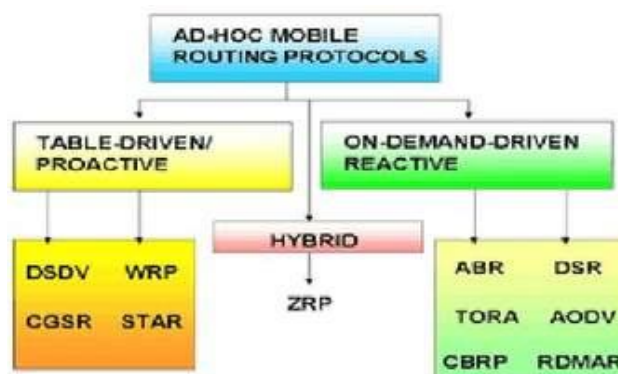 AD-HOC MOBILE
ROUTING PROTOCOLS
TABLE-DRIVEN/
PROACTIVE
ON-DEMAND-DRIVEN
REACTIVE
HYBRID
DSDV WRP
CGSR STAR
ZRP
ABR DSR
TORA AODV
CBRP RDMAR